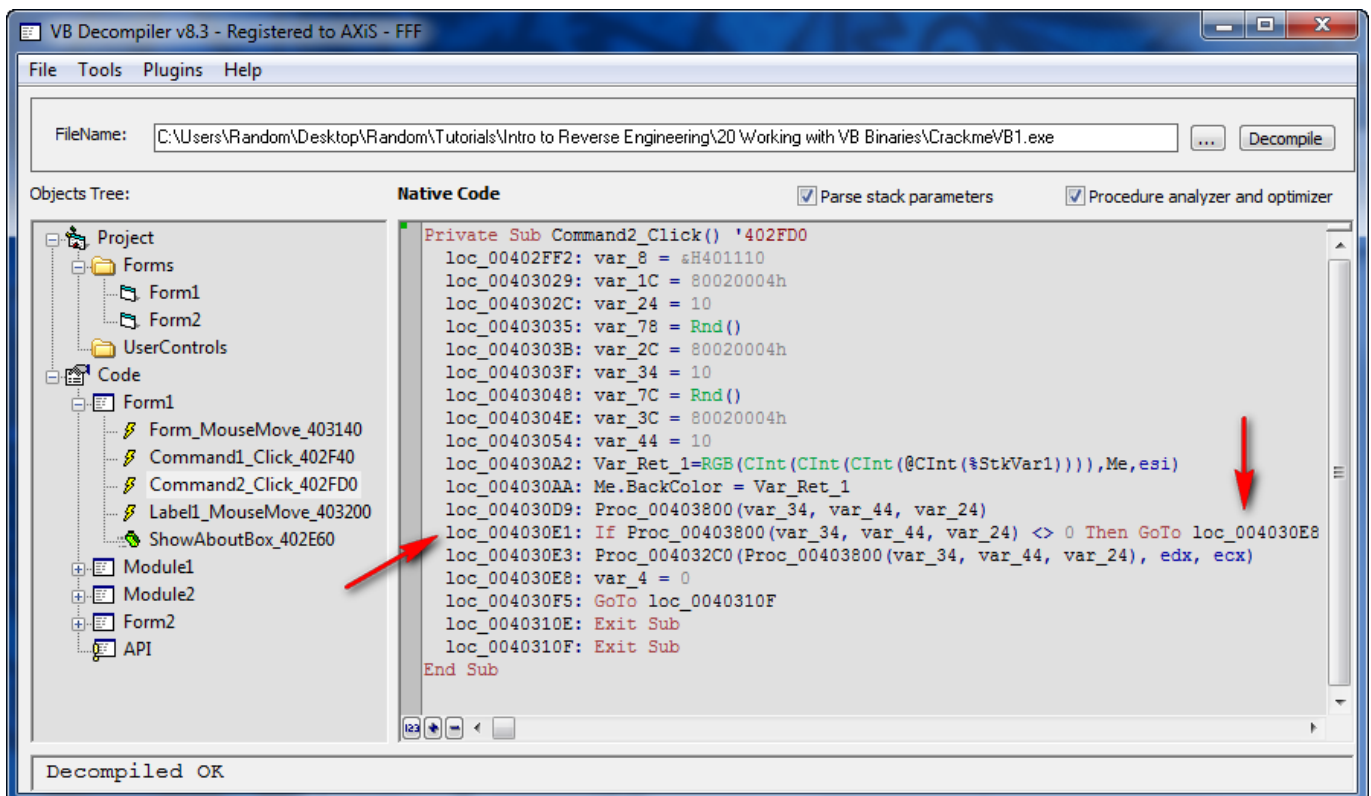 VB Decompiler v8.3 - Registered to AXiS - FFF
File Tools Plugins Help
FileName: C:\Users\Random\Desktop\Random\Tutorials\Intro to Reverse Engineering\20 Working with VB Binaries\CrackmeVB1.exe ... Decompile
Objects Tree: Native Code Parse stack parameters Procedure analyzer and optimizer
Project
Forms
Form1
Form2
UserControls
Code
Form1
Form_MouseMove_403140
Command1_Click_402F40
Command2_Click_402FD0
Label1_MouseMove_403200
ShowAboutBox_402E60
Module1
Module2
Form2
API
Private Sub Command2_Click() '402FD0
loc_00402FF2: var_8 = &H401110
loc_00403029: var_1C = 80020004h
loc_0040302C: var_24 = 10
loc_00403035: var_78 = Rnd()
loc_0040303B: var_2C = 80020004h
loc_0040303F: var_34 = 10
loc_00403048: var_7C = Rnd()
loc_0040304E: var_3C = 80020004h
loc_00403054: var_44 = 10
loc_004030A2: Var_Ret_1=RGB(CInt(CInt(CInt(@CInt(%StkVar1)))),Me,esi)
loc_004030AA: Me.BackColor = Var_Ret_1
loc_004030D9: Proc_00403800(var_34, var_44, var_24)
loc_004030E1: If Proc_00403800(var_34, var_44, var_24) <> 0 Then GoTo loc_004030E8
loc_004030E3: Proc_004032C0(Proc_00403800(var_34, var_44, var_24), edx, ecx)
loc_004030E8: var_4 = 0
loc_004030F5: GoTo loc_0040310F
loc_0040310E: Exit Sub
loc_0040310F: Exit Sub
End Sub
123
Decompiled OK